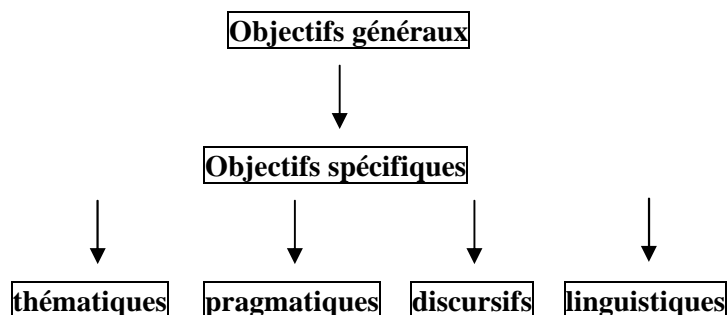 Objectifs généraux
Objectifs spécifiques
thématiques pragmatiques discursifs linguistiques